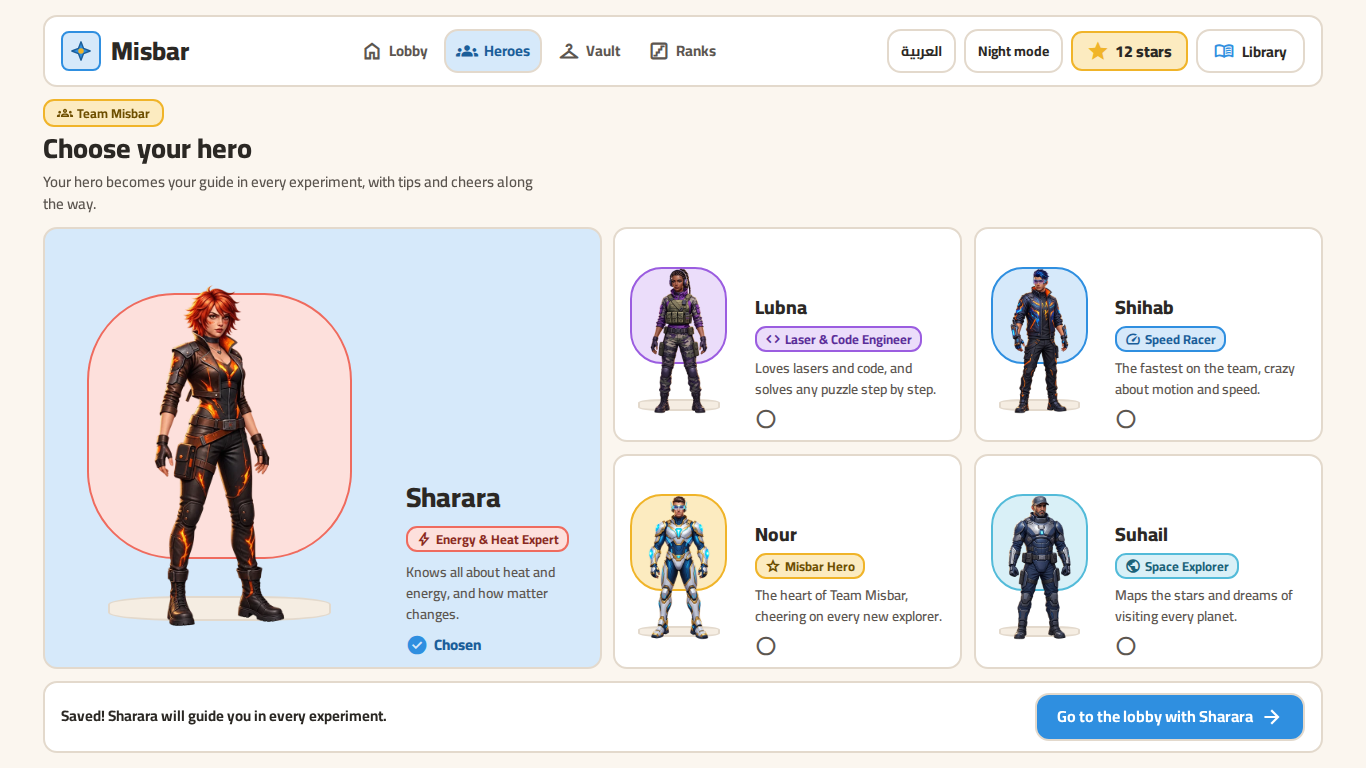 Misbar
Lobby
Heroes
Vault
Ranks
العربية
Night mode
12 stars
Library
Team Misbar
Choose your hero
Your hero becomes your guide in every experiment, with tips and cheers along
the way.
Sharara
Energy & Heat Expert
Knows all about heat and
energy, and how matter
changes.
Chosen
Lubna
Laser & Code Engineer
Loves lasers and code, and
solves any puzzle step by step.
Shihab
Speed Racer
The fastest on the team, crazy
about motion and speed.
Nour
Misbar Hero
The heart of Team Misbar,
cheering on every new explorer.
Suhail
Space Explorer
Maps the stars and dreams of
visiting every planet.
Saved! Sharara will guide you in every experiment.
Go to the lobby with Sharara